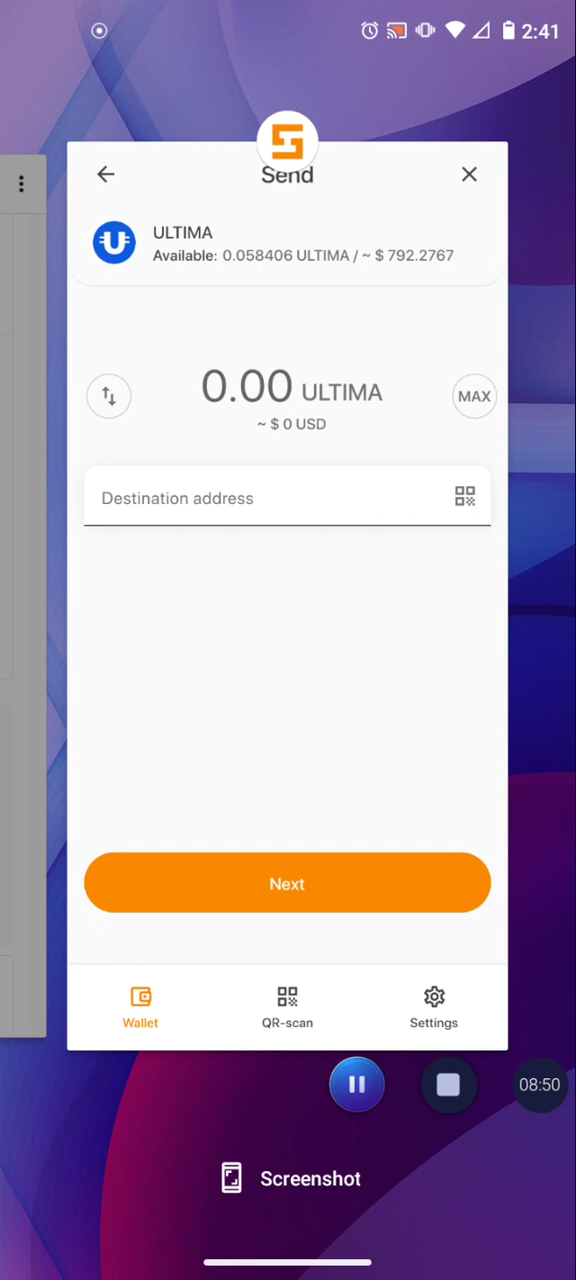 2:41
Send
ULTIMA
Available: 0.058406 ULTIMA / ~ $ 792.2767
0.00 ULTIMA
MAX
~ $ 0 USD
Destination address
Next
Wallet
QR-scan
Settings
08:50
Screenshot